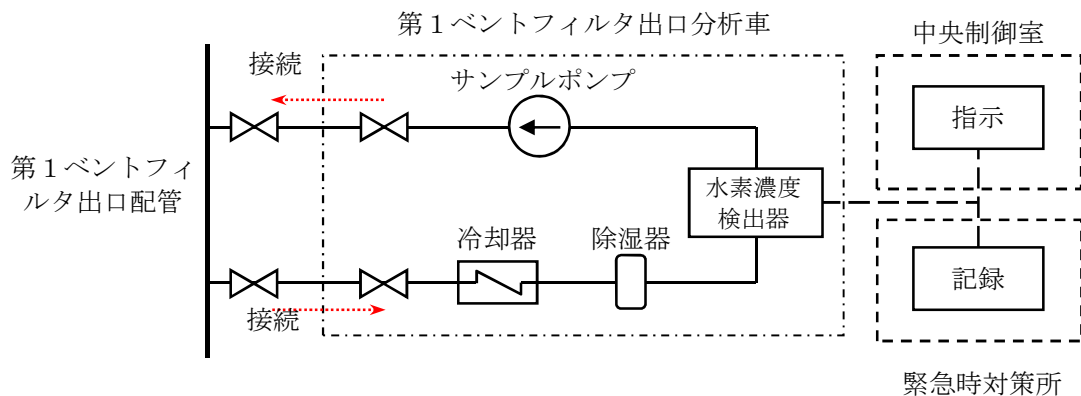 第１ベントフィルタ出口分析車
中央制御室
接続
サンプルポンプ
指示
第１ベントフィ
ルタ出口配管
水素濃度
検出器
冷却器
除湿器
記録
接続
緊急時対策所